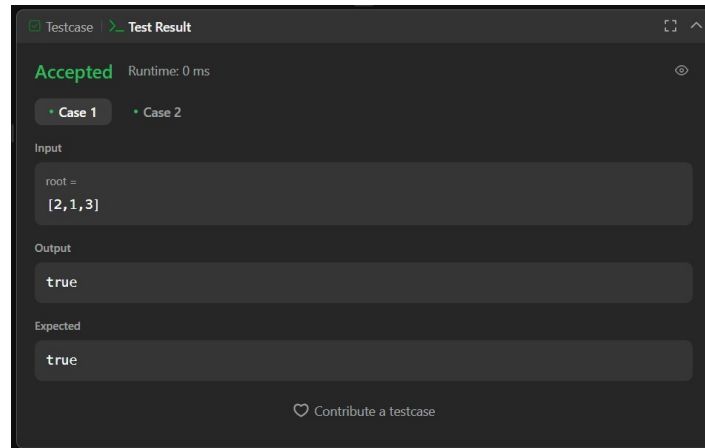 Testcase | >_ Test Result
Accepted Runtime: 0 ms
• Case 1 • Case 2
Input
root =
[2,1,3]
Output
true
Expected
true
Contribute a testcase